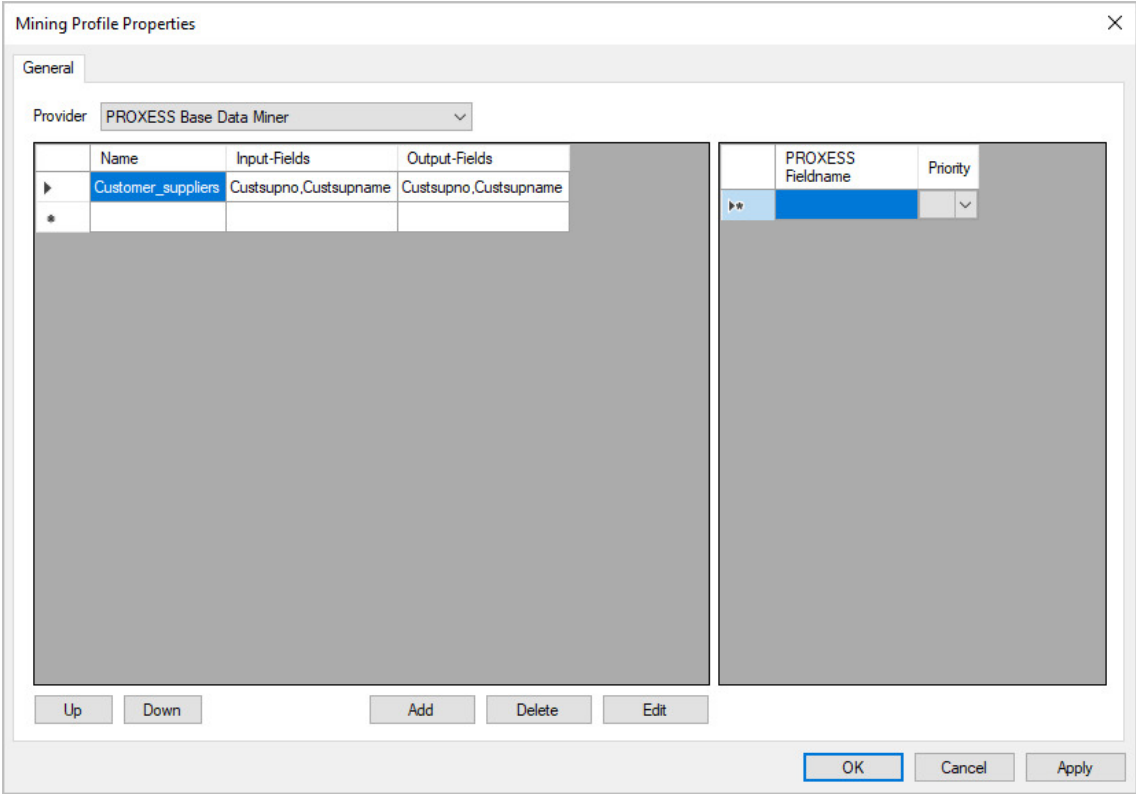 Mining Profile Properties
General
Provider PROXESS Base Data Miner
Name Input-Fields Output-Fields
Customer_suppliers Custsupno,Custsupname Custsupno,Custsupname
PROXESS
Fieldname Priority
Up Down Add Delete Edit
OK Cancel Apply